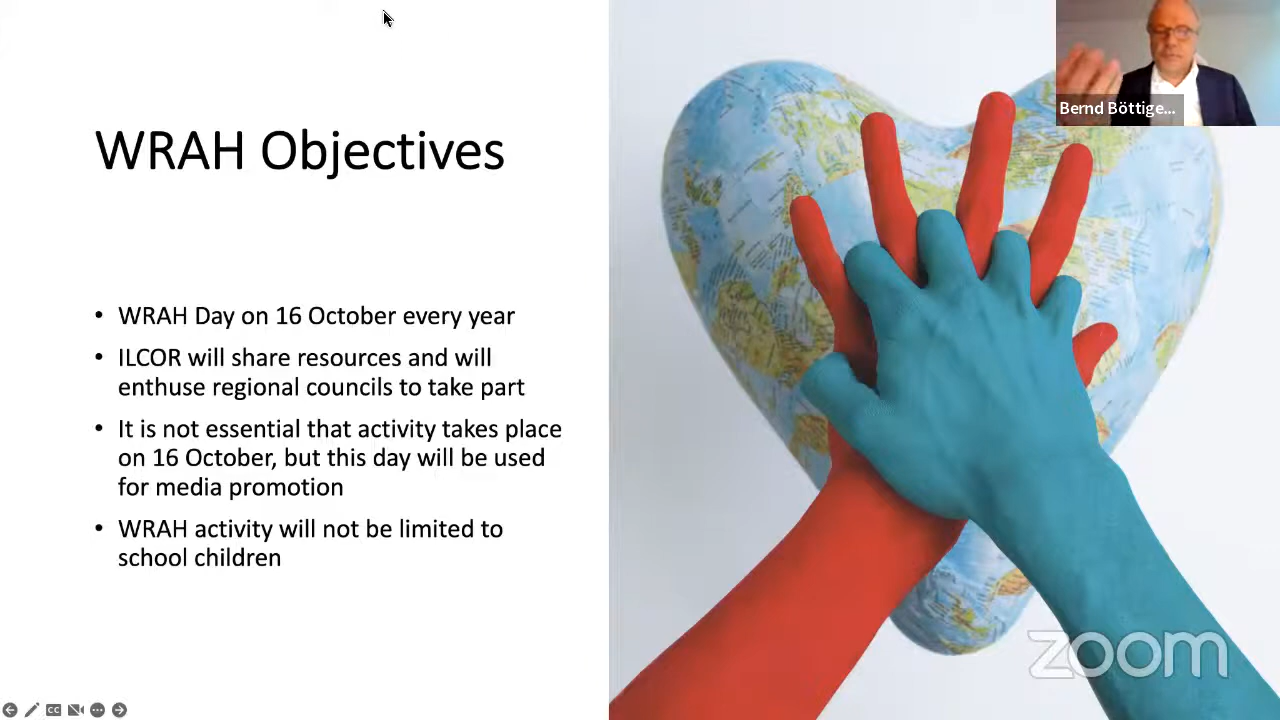 WRAH Objectives
• WRAH Day on 16 October every year
• ILCOR will share resources and will
enthuse regional councils to take part
• It is not essential that activity takes place
on 16 October, but this day will be used
for media promotion
• WRAH activity will not be limited to
school children
Bernd Böttige...
zoom
CC